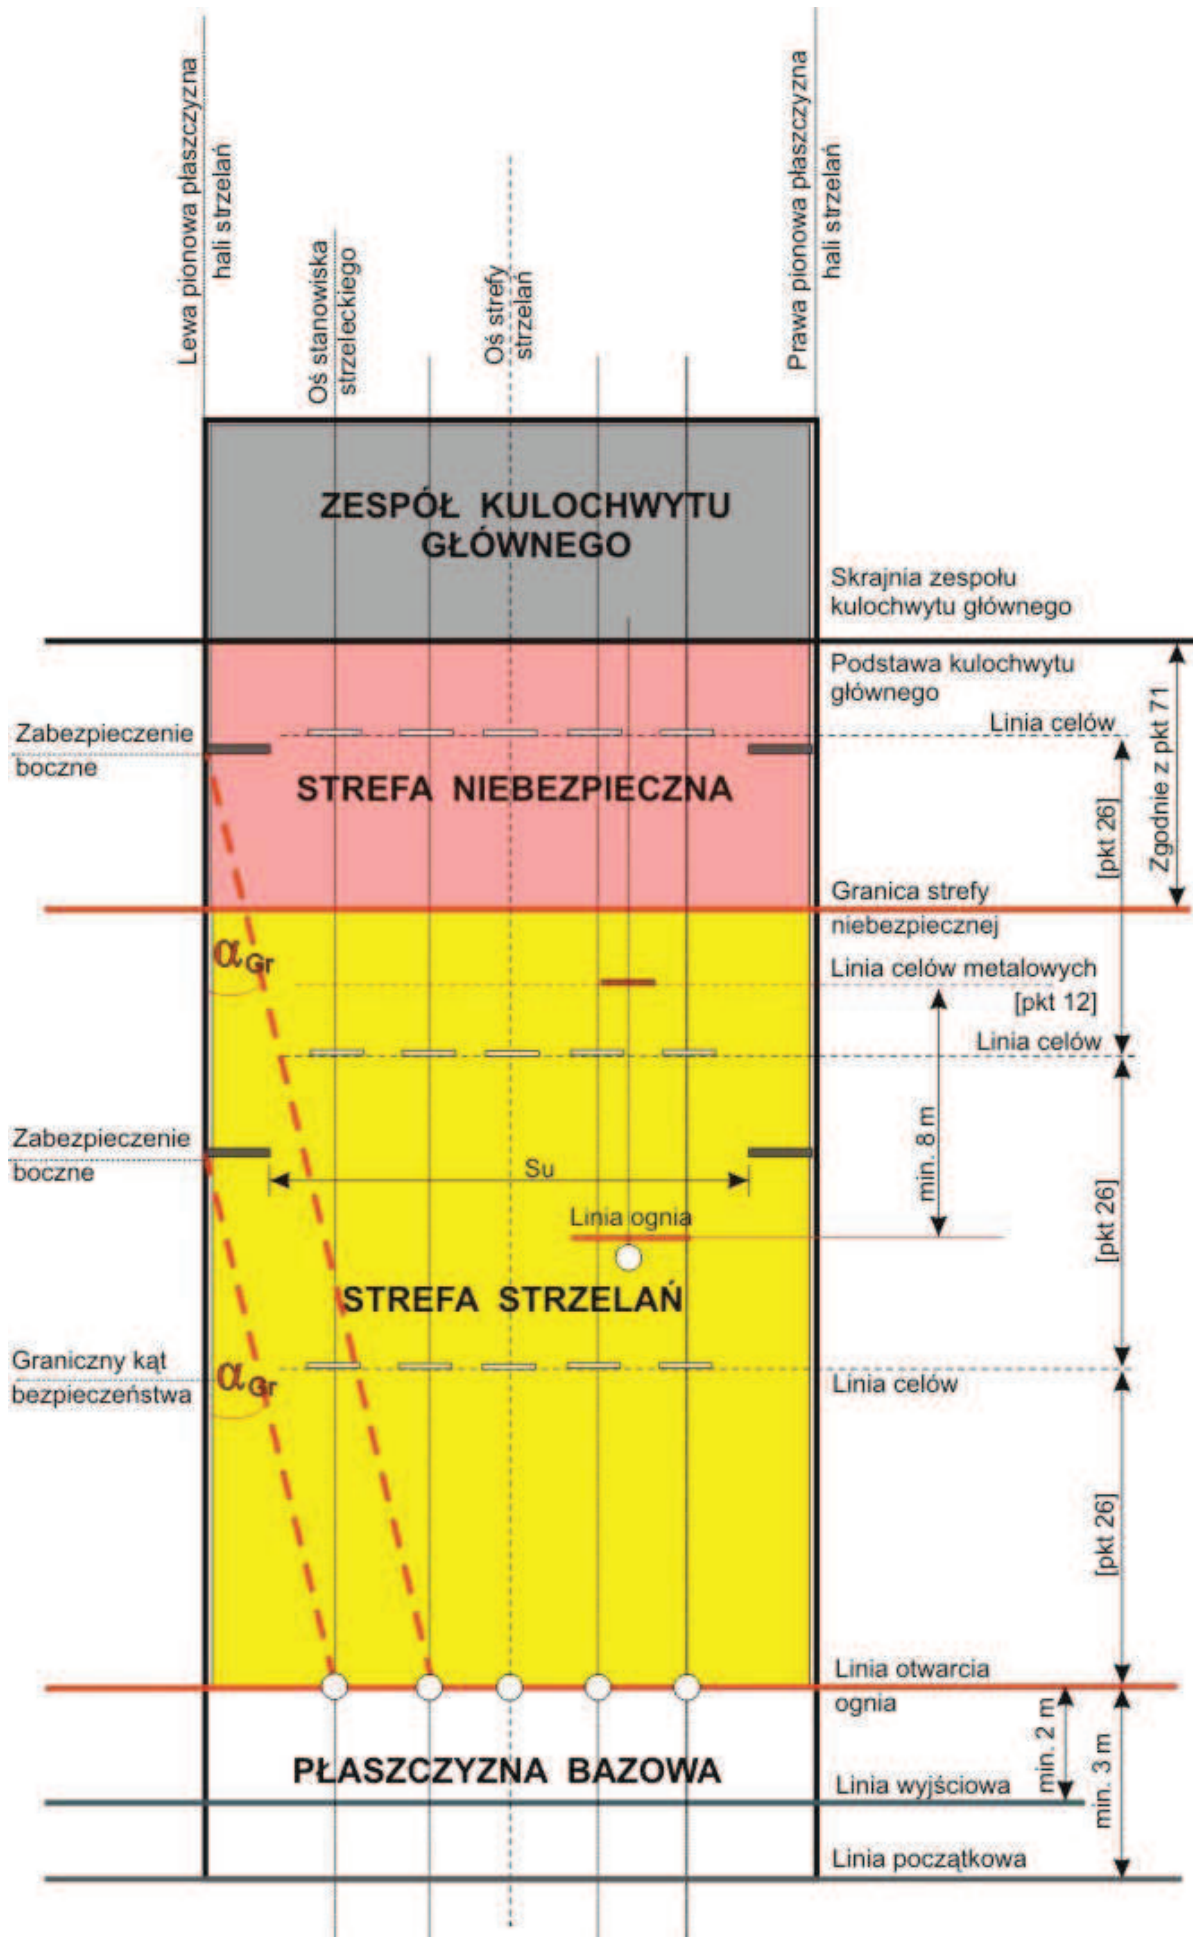 Lewa pionowa płaszczyzna
hali strzelań
Oś stanowiska
strzeleckiego
Oś strefy
strzelań
Prawa pionowa płaszczyzna
hali strzelań
ZESPÓŁ KULOCHWYTU
GŁÓWNEGO
Skrajnia zespołu
kulochwytu głównego
Podstawa kulochwytu
głównego
Linia celów
Zgodnie z pkt 71
[pkt 26]
Zabezpieczenie
boczne
STREFA NIEBEZPIECZNA
Granica strefy
niebezpiecznej
αGr
Linia celów metalowych
[pkt 12]
Linia celów
min. 8 m
Zabezpieczenie
boczne
Su
[pkt 26]
Linia ognia
STREFA STRZELAŃ
Graniczny kąt
bezpieczeństwa
αGr
Linia celów
[pkt 26]
Linia otwarcia
ognia
PŁASZCZYZNA BAZOWA
min. 2 m
min. 3 m
Linia wyjściowa
Linia początkowa